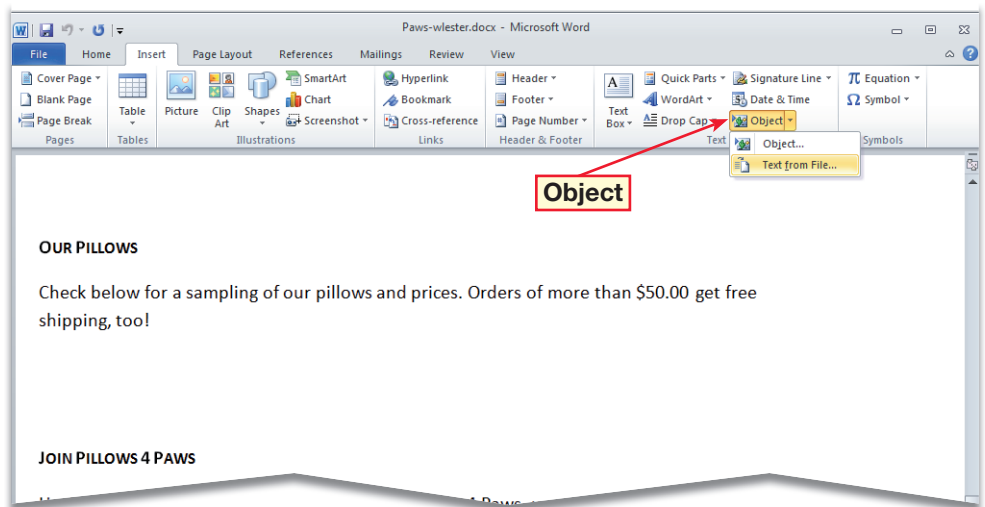 Paws-wlester.docx - Microsoft Word
File Home Insert Page Layout References Mailings Review View
Cover Page
Blank Page
Page Break
Pages
Table
Tables
Picture
Clip Art
Shapes
SmartArt
Chart
Screenshot
Illustrations
Hyperlink
Bookmark
Cross-reference
Links
Header
Footer
Page Number
Header & Footer
Text Box
Quick Parts
WordArt
Drop Cap
Signature Line
Date & Time
Object
Text
Equation
Symbol
Symbols
Object...
Text from File...
Object
OUR PILLOWS
Check below for a sampling of our pillows and prices. Orders of more than $50.00 get free
shipping, too!
JOIN PILLOWS 4 PAWS